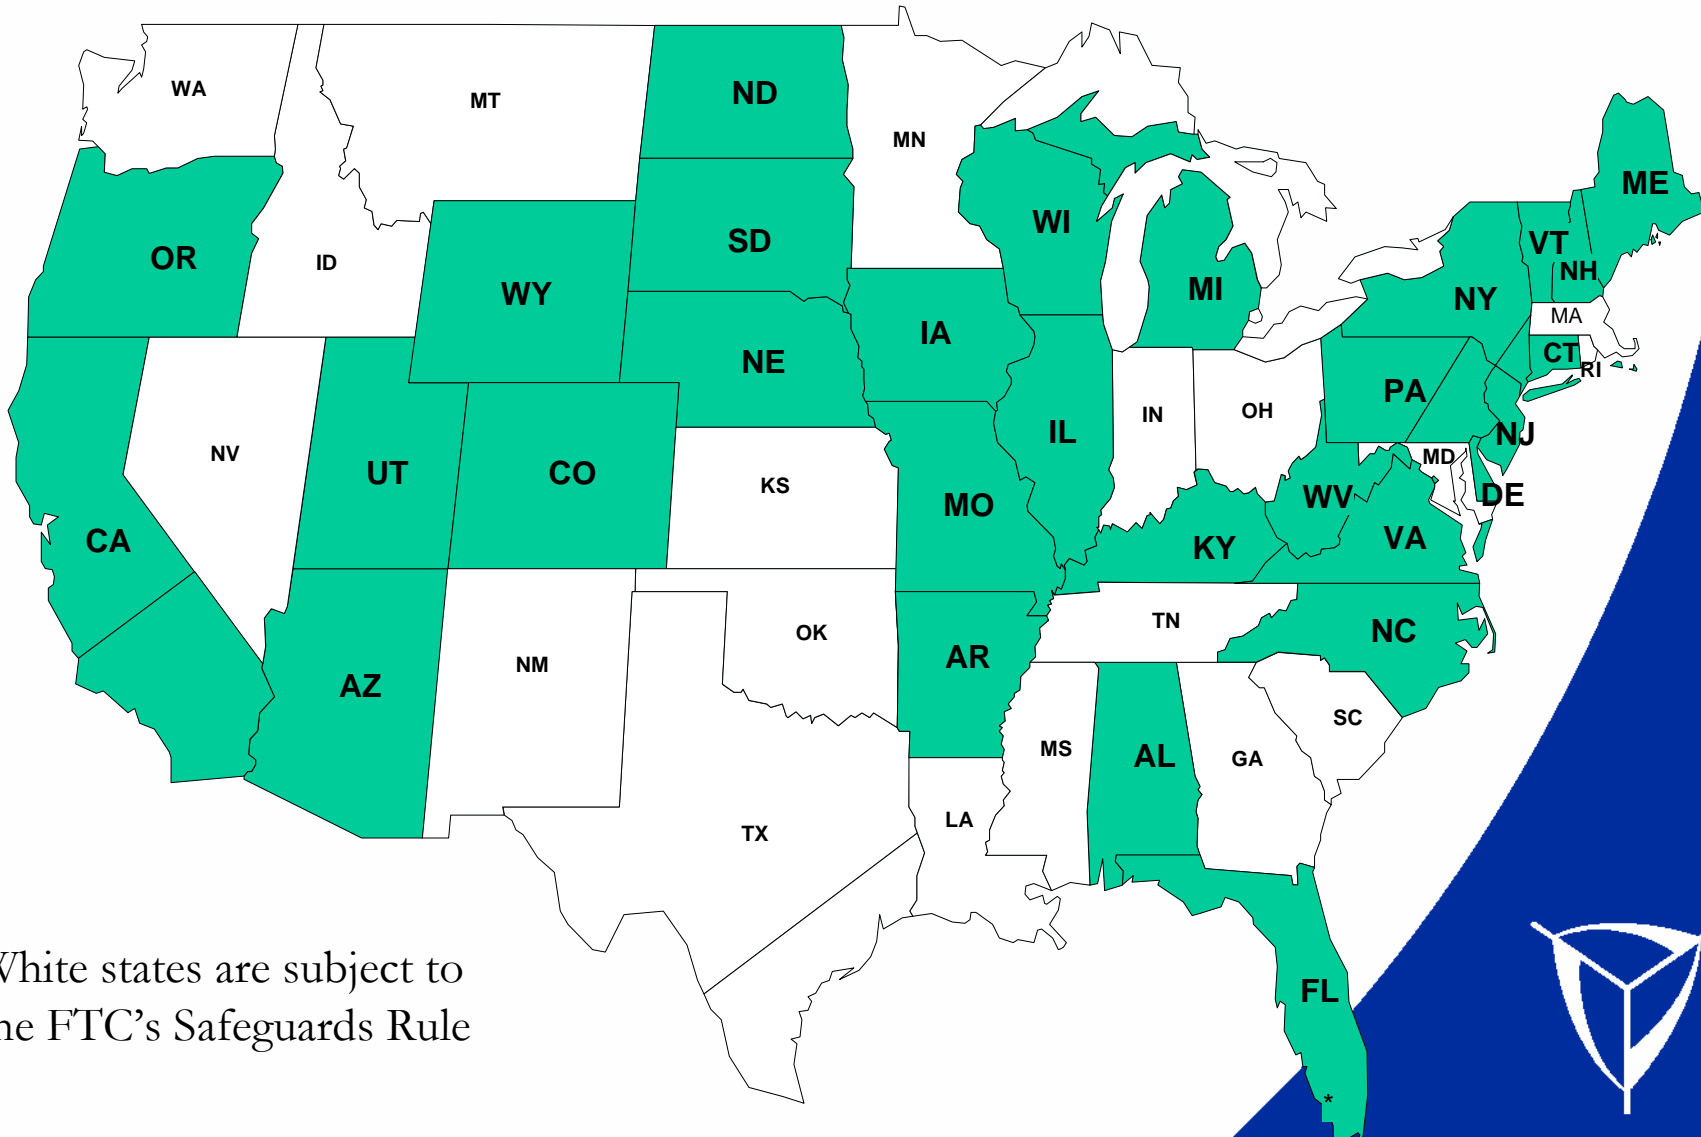 WA
MT
ND
MN
ME
OR
ID
SD
WI
VT
NH
WY
MI
NY
MA
IA
NE
CT
RI
PA
NV
UT
CO
KS
MO
IL
IN
OH
NJ
MD
DE
WV
CA
KY
VA
AZ
NM
OK
AR
TN
NC
TX
LA
MS
AL
GA
SC
FL
*
White states are subject to
he FTC's Safeguards Rule